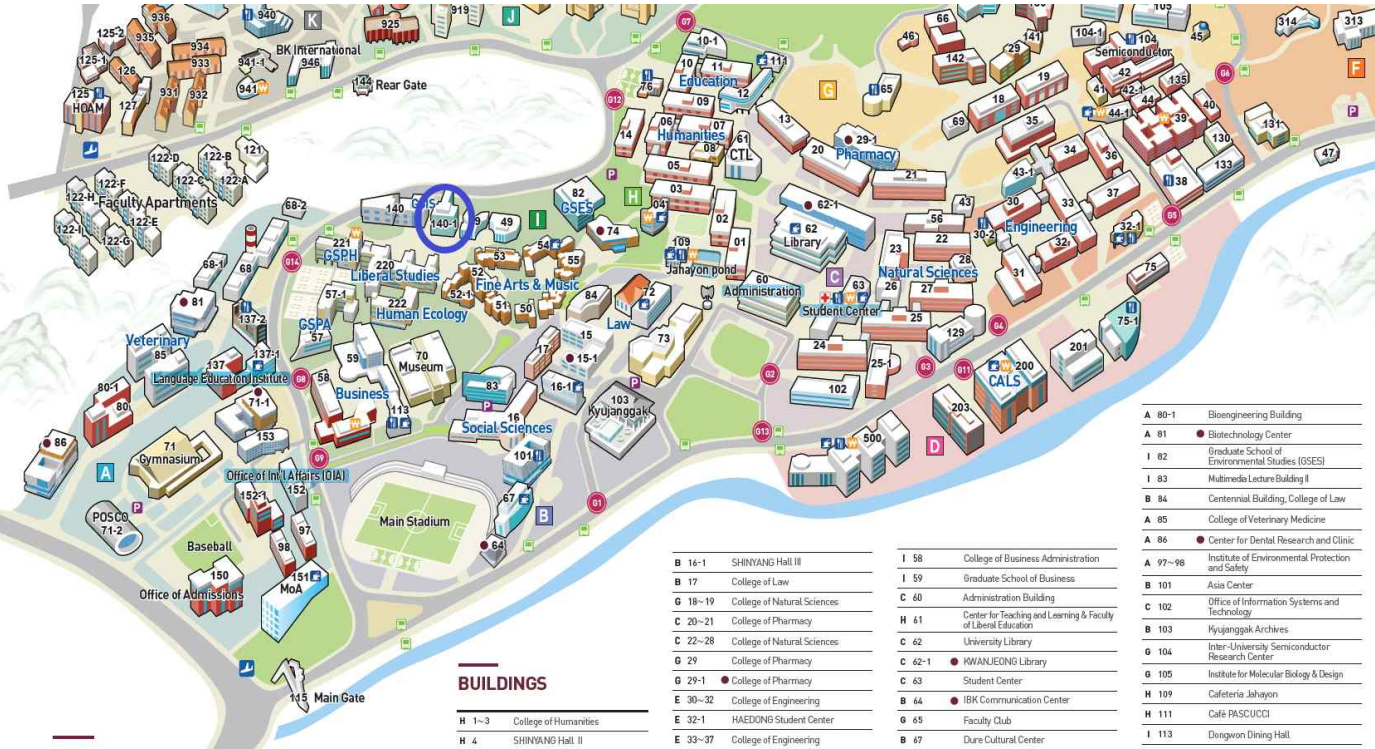 936
940
K
919
J
925
G7
66
105
104-1
104
Semiconductor
45
314
313
125-2
935
934
125-1
126
933
BK International
946
941-1
941
144
Rear Gate
10-1
10
11
111
Education
12
76
G12
46
142
29
141
19
42
135
G6
F
P
125
HOAM
127
931
932
G
65
18
41
42-1
44
44-1
39
40
14
09
06
07
Humanities
08
61
CTL
13
29-1
20
Pharmacy
69
35
34
36
130
131
133
47
122-D
122-B
121
122-C
122-A
122-F
122-H
Faculty Apartments
122-E
122-I
122-G
05
P
H
03
04
21
43-1
37
38
68-2
140
140-1
49
I
82
GSES
74
02
01
62-1
62
Library
43
56
30
30-2
33
Engineering
32
32-1
G5
G14
221
GSPH
54
53
55
109
Jahayon pond
23
22
28
Natural Sciences
31
75
68-1
68
220
Liberal Studies
52
Fine Arts & Music
52-1
51
50
60
Administration
C
63
26
27
Student Center
81
137-2
57-1
222
Human Ecology
84
72
Law
25
129
G4
75-1
Veterinary
85
GSPA
57
15
17
15-1
73
24
25-1
G3
G11
201
137
137-1
Language Education Institute
59
70
Museum
G8
58
Business
83
16-1
P
G2
102
CALS
200
80-1
80
71-1
113
P
16
Social Sciences
103
Kyujanggak
203
86
A
71
Gymnasium
153
G9
101
G13
500
D
Office of Int'l Affairs (OIA)
152
152-1
67
B
G1
POSCO
71-2
P
97
Main Stadium
64
Baseball
98
150
Office of Admissions
151
MoA
115
Main Gate
BUILDINGS
H 1~3 College of Humanities
H 4 SHINYANG Hall II
B 16-1 SHINYANG Hall III
B 17 College of Law
G 18~19 College of Natural Sciences
C 20~21 College of Pharmacy
C 22~28 College of Natural Sciences
G 29 College of Pharmacy
G 29-1 College of Pharmacy
E 30~32 College of Engineering
E 32-1 HAEDONG Student Center
E 33~37 College of Engineering
I 58 College of Business Administration
I 59 Graduate School of Business
C 60 Administration Building
H 61 Center for Teaching and Learning & Faculty
of Liberal Education
C 62 University Library
C 62-1 KWANJEONG Library
C 63 Student Center
B 64 IBK Communication Center
G 65 Faculty Club
B 67 Dure Cultural Center
A 80-1 Bioengineering Building
A 81 Biotechnology Center
I 82 Graduate School of
Environmental Studies (GSES)
I 83 Multimedia Lecture Building II
B 84 Centennial Building, College of Law
A 85 College of Veterinary Medicine
A 86 Center for Dental Research and Clinic
A 97~98 Institute of Environmental Protection
and Safety
B 101 Asia Center
C 102 Office of Information Systems and
Technology
B 103 Kyujanggak Archives
G 104 Inter-University Semiconductor
Research Center
G 105 Institute for Molecular Biology & Design
H 109 Cafeteria Jahayon
H 111 Café PASCUCCI
I 113 Dongwon Dining Hall